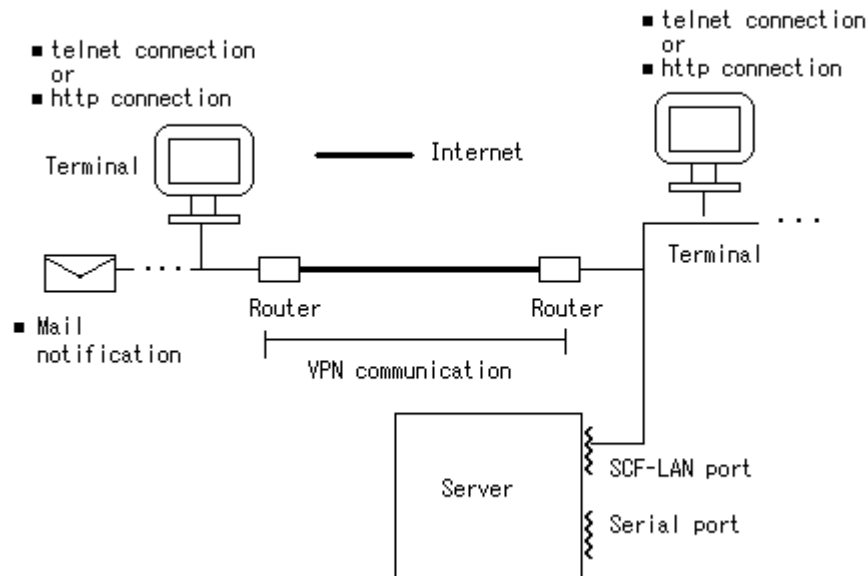 ■ telnet connection
or
■ http connection
■ telnet connection
or
■ http connection
Terminal
Internet
Terminal
. . .
. . .
Router
Router
■ Mail
notification
VPN communication
SCF-LAN port
Server
Serial port